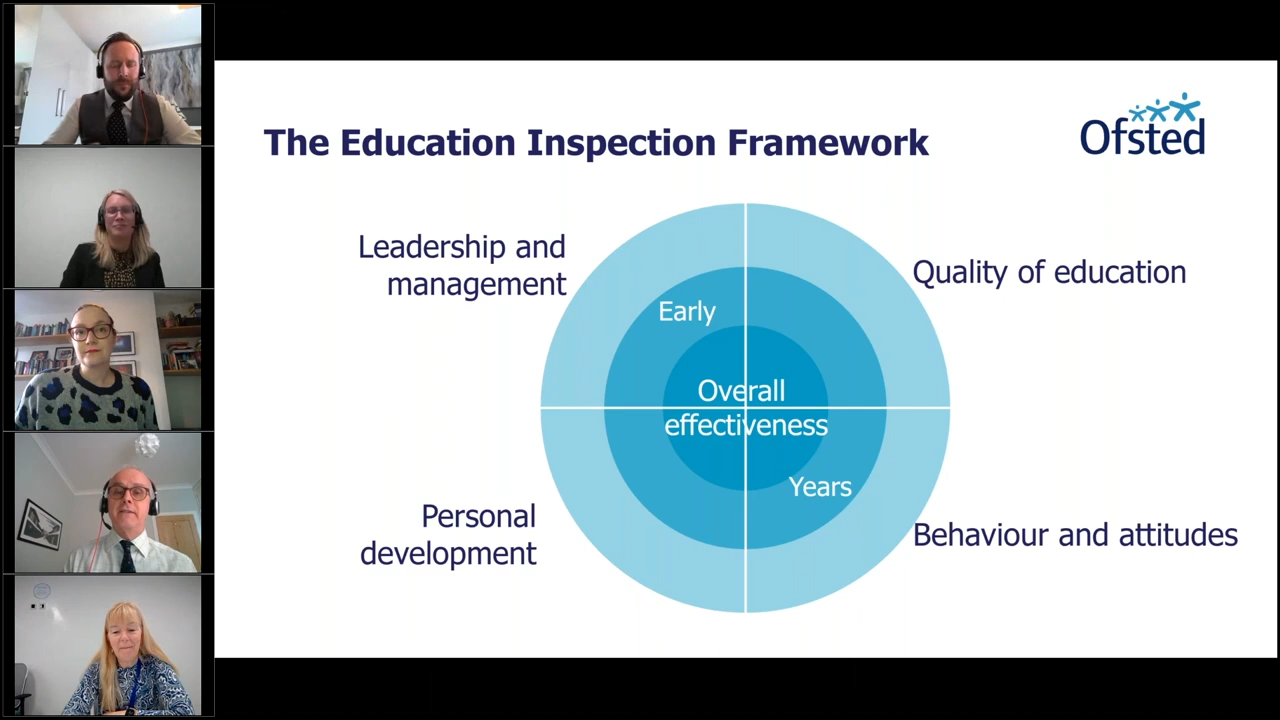 The Education Inspection Framework
Ofsted
Leadership and
management
Quality of education
Early
Overall
effectiveness
Years
Personal
development
Behaviour and attitudes